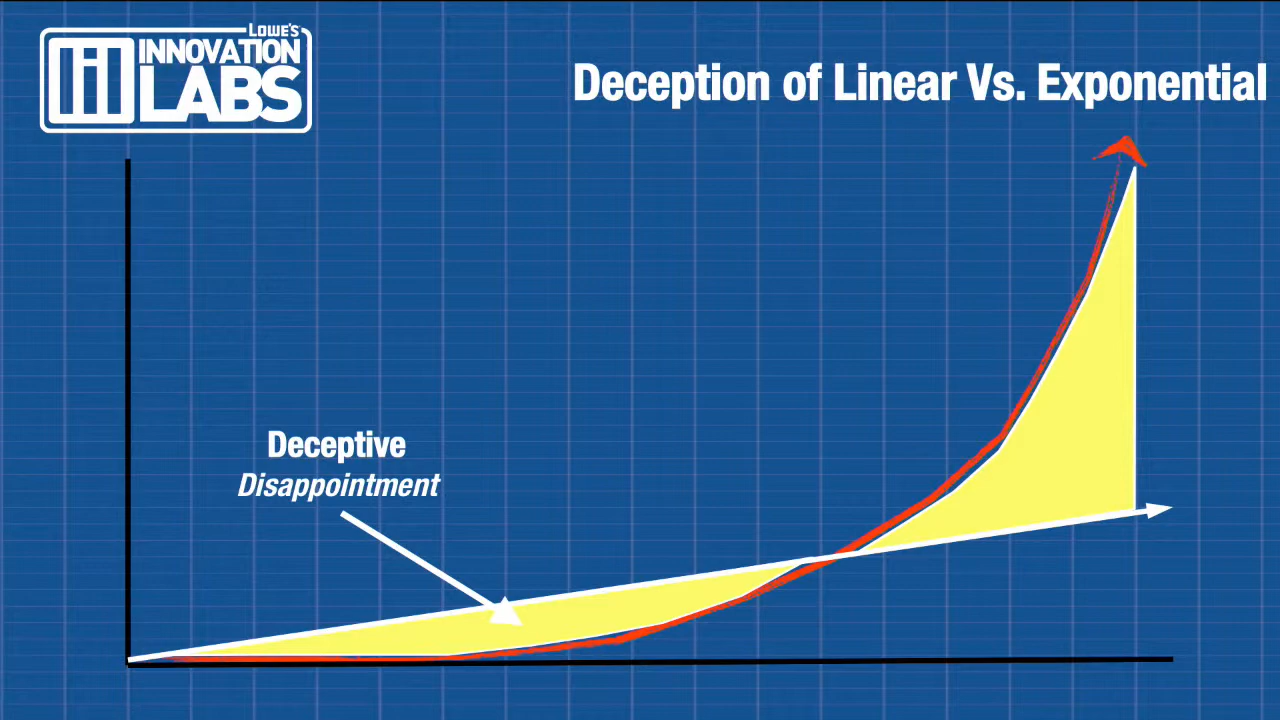 LOWE'S
INNOVATION
LABS
Deception of Linear Vs. Exponential
Deceptive
Disappointment